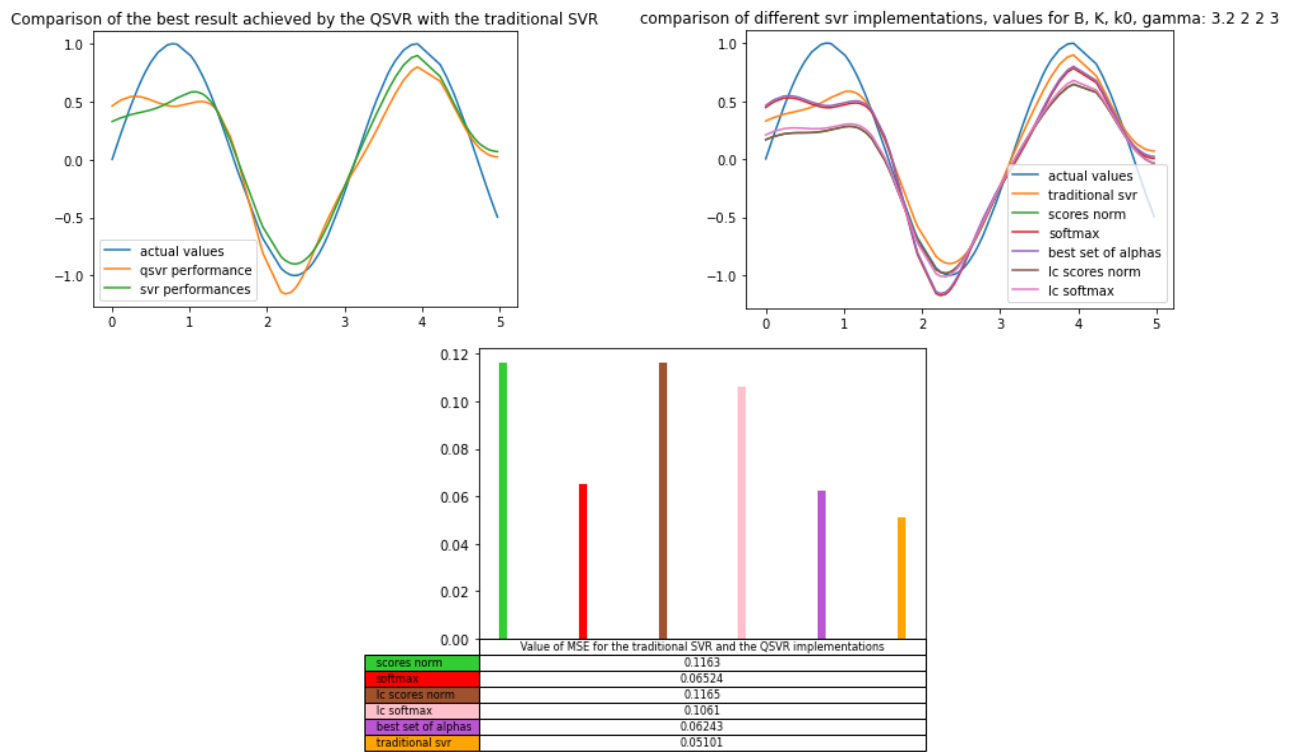 Comparison of the best result achieved by the QSVR with the traditional SVR
1.0
0.5
0.0
−0.5
−1.0
actual values
qsvr performance
svr performances
0 1 2 3 4 5
comparison of different svr implementations, values for B, K, k0, gamma: 3.2 2 2 3
1.0
0.5
0.0
−0.5
−1.0
actual values
traditional svr
scores norm
softmax
best set of alphas
lc scores norm
lc softmax
0 1 2 3 4 5
0.12
0.10
0.08
0.06
0.04
0.02
0.00
Value of MSE for the traditional SVR and the QSVR implementations
scores norm 0.1163
softmax 0.06524
lc scores norm 0.1165
lc softmax 0.1061
best set of alphas 0.06243
traditional svr 0.05101